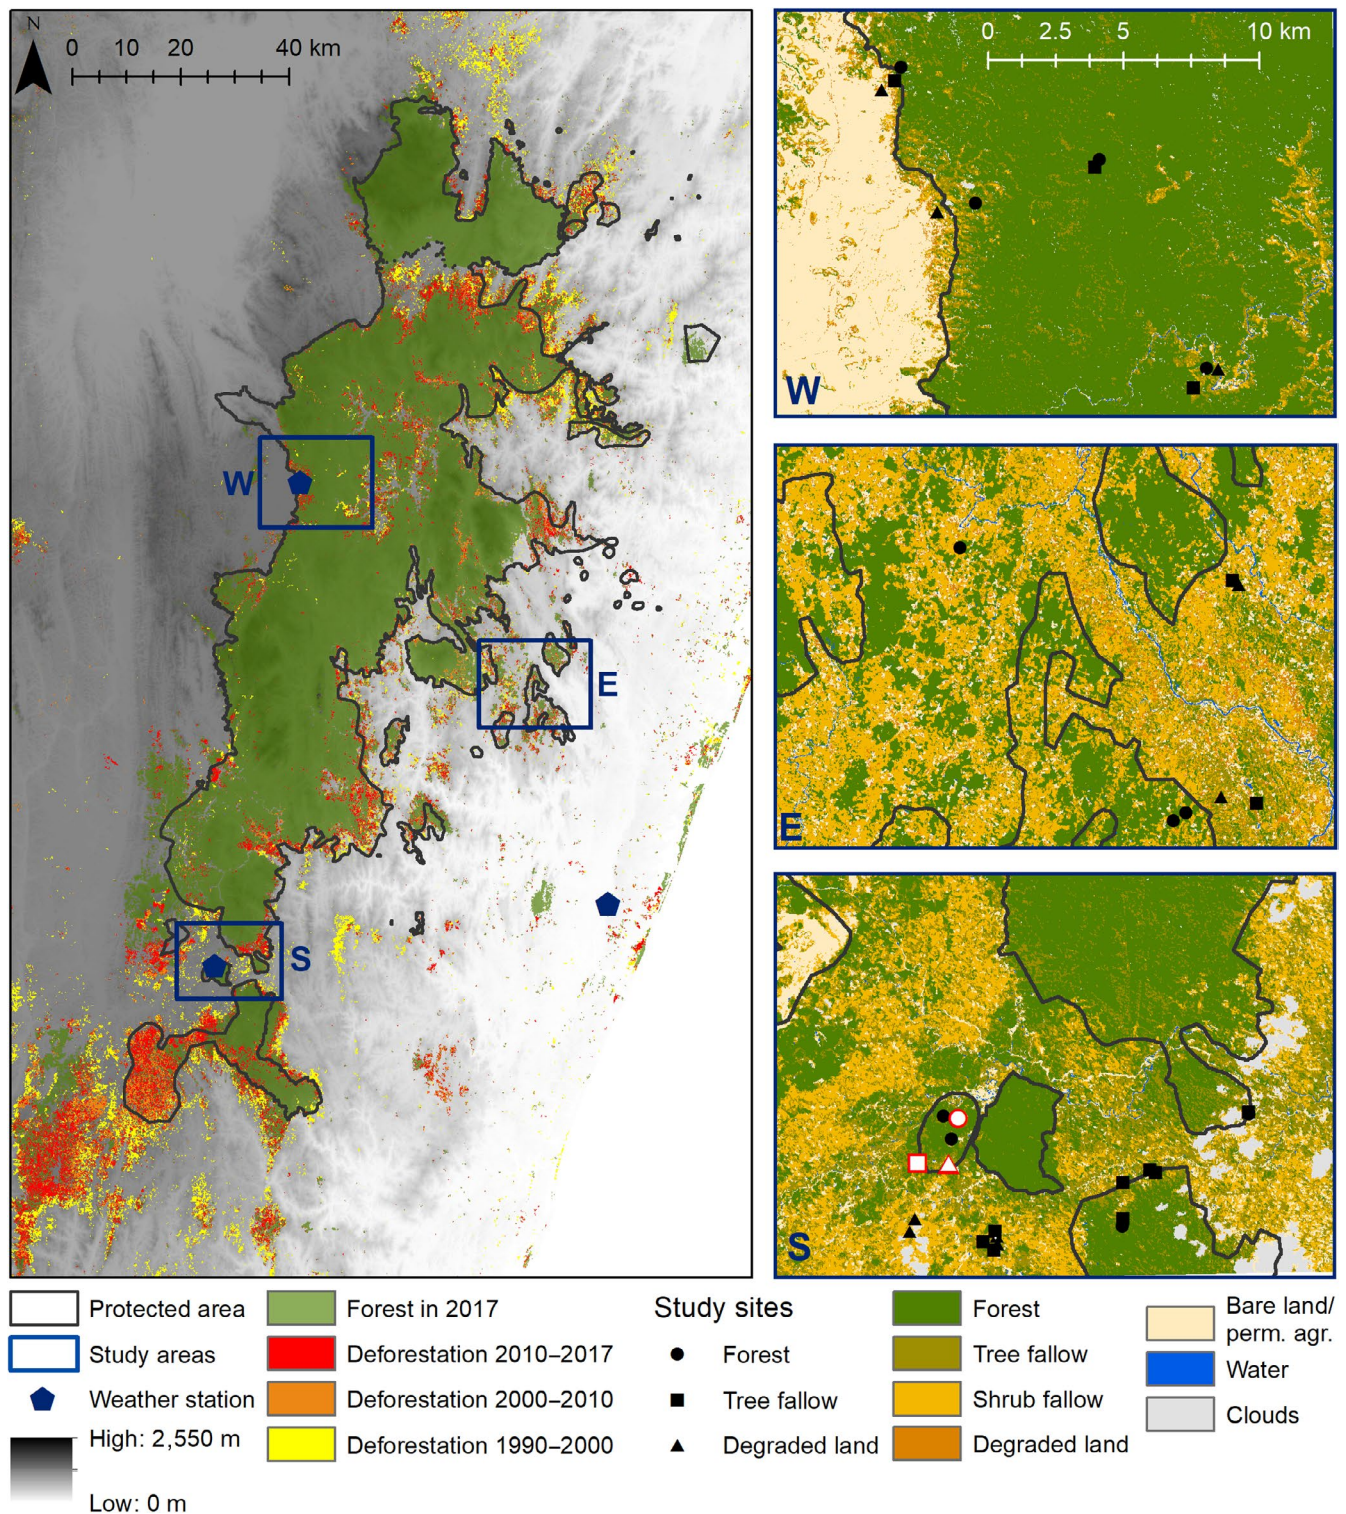 N
0 10 20 40 km
W
E
S
0 2.5 5 10 km
W
E
S
Protected area
Study areas
Weather station
High: 2,550 m
Low: 0 m
Forest in 2017
Deforestation 2010–2017
Deforestation 2000–2010
Deforestation 1990–2000
Study sites
Forest
Tree fallow
Degraded land
Forest
Tree fallow
Shrub fallow
Degraded land
Bare land/
perm. agr.
Water
Clouds